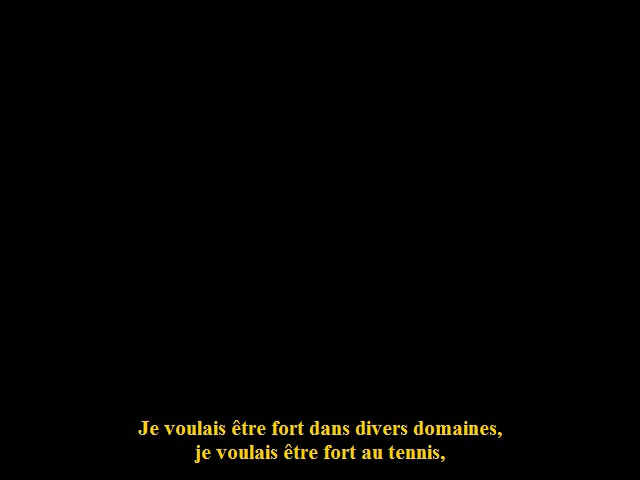 Je voulais être fort dans divers domaines,
je voulais être fort au tennis,